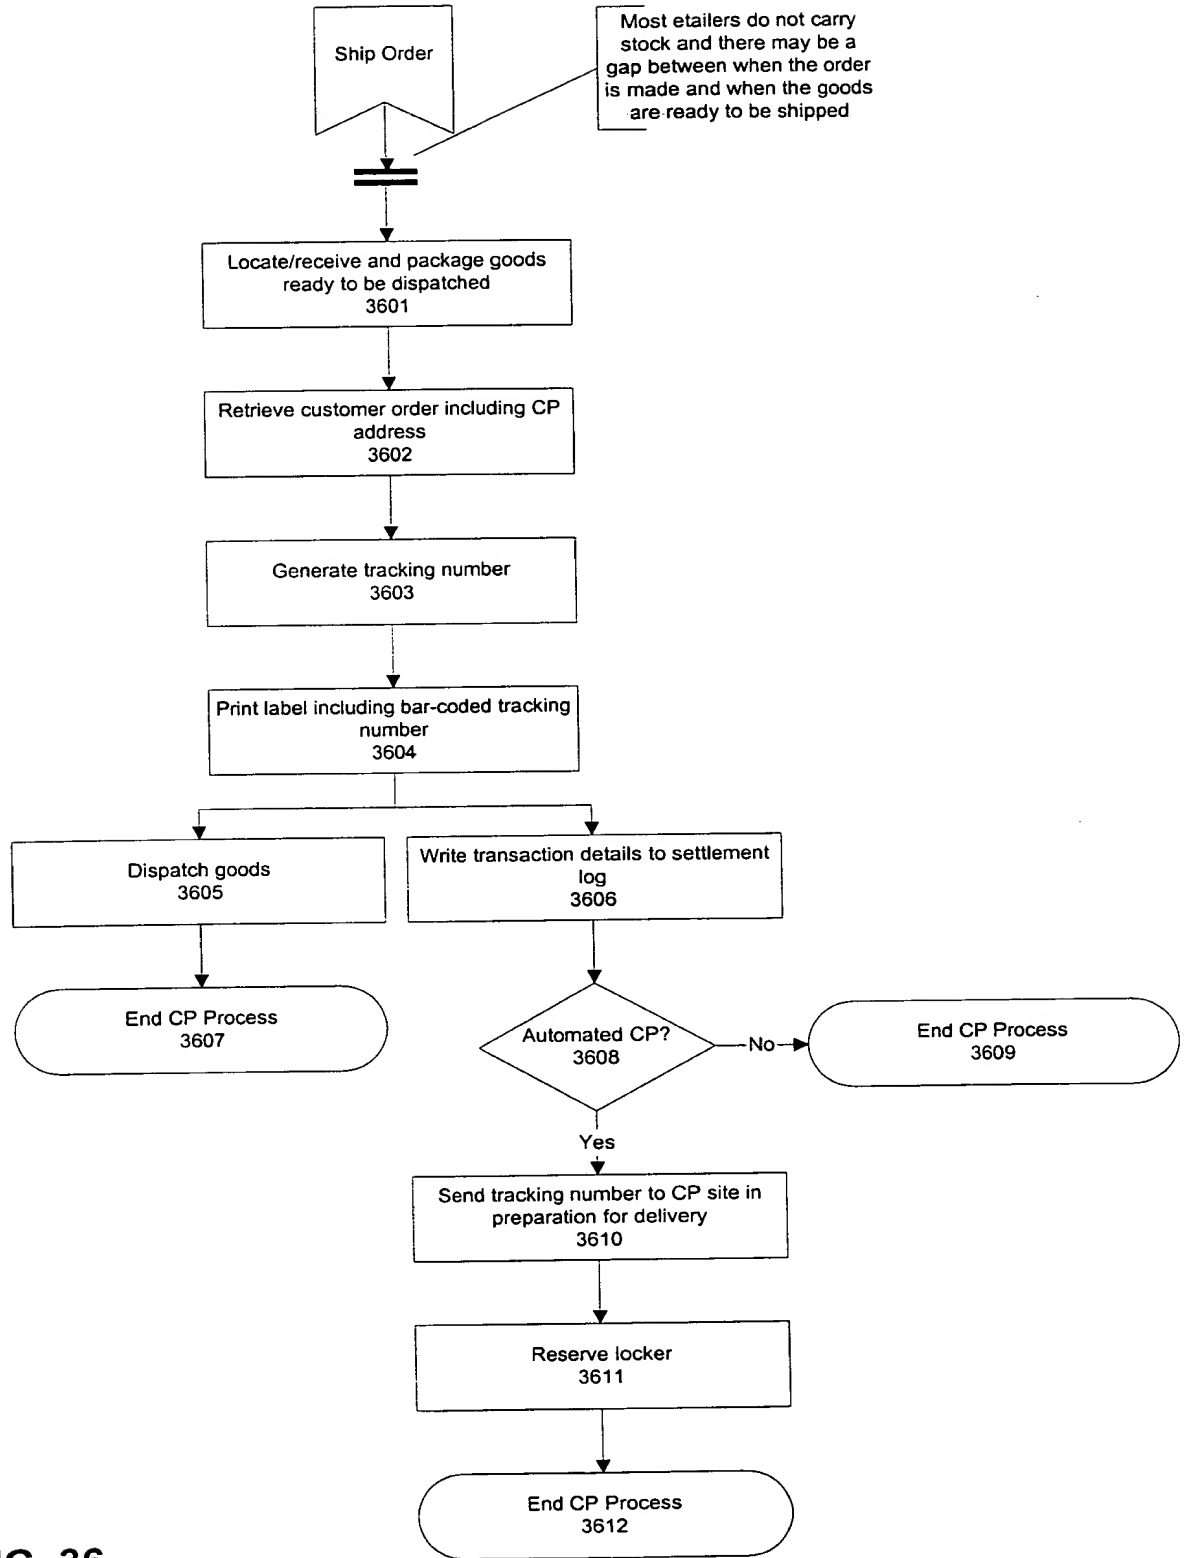 Ship Order
Most etailers do not carry
stock and there may be a
gap between when the order
is made and when the goods
are ready to be shipped
Locate/receive and package goods
ready to be dispatched
3601
Retrieve customer order including CP
address
3602
Generate tracking number
3603
Print label including bar-coded tracking
number
3604
Dispatch goods
3605
Write transaction details to settlement
log
3606
End CP Process
3607
Automated CP?
3608
No
End CP Process
3609
Yes
Send tracking number to CP site in
preparation for delivery
3610
Reserve locker
3611
End CP Process
3612